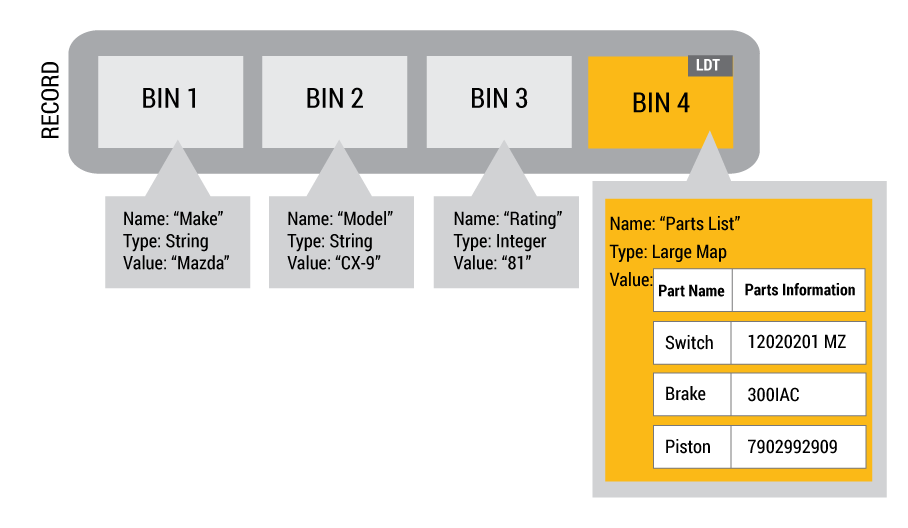 RECORD
BIN 1
BIN 2
BIN 3
LDT
BIN 4
Name: “Make”
Type: String
Value: “Mazda”
Name: “Model”
Type: String
Value: “CX-9”
Name: “Rating”
Type: Integer
Value: “81”
Name: “Parts List”
Type: Large Map
Value:
Part Name Parts Information
Switch 12020201 MZ
Brake 300IAC
Piston 7902992909